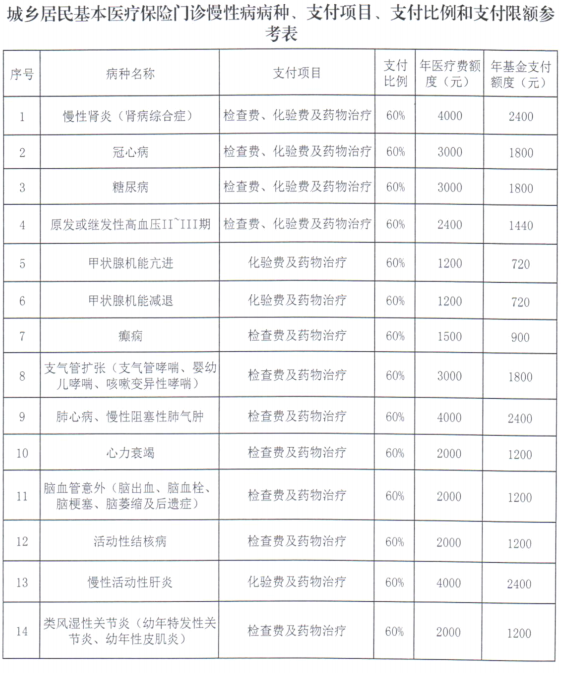 城乡居民基本医疗保险门诊慢性病病种、支付项目、支付比例和支付限额参
考表
序号 病种名称 支付项目 支付比例 年医疗费额度（元） 年基金支付额度（元）
1 慢性肾炎（肾病综合症） 检查费、化验费及药物治疗 60% 4000 2400
2 冠心病 检查费、化验费及药物治疗 60% 3000 1800
3 糖尿病 检查费、化验费及药物治疗 60% 3000 1800
4 原发或继发性高血压II~III期 检查费、化验费及药物治疗 60% 2400 1440
5 甲状腺机能亢进 化验费及药物治疗 60% 1200 720
6 甲状腺机能减退 化验费及药物治疗 60% 1200 720
7 癫痫 检查费及药物治疗 60% 1500 900
8 支气管扩张（支气管哮喘、婴幼儿哮喘、咳嗽变异性哮喘） 检查费及药物治疗 60% 3000 1800
9 肺心病、慢性阻塞性肺气肿 检查费及药物治疗 60% 4000 2400
10 心力衰竭 检查费及药物治疗 60% 2000 1200
11 脑血管意外（脑出血、脑血栓、脑梗塞、脑萎缩及后遗症） 检查费及药物治疗 60% 2000 1200
12 活动性结核病 检查费及药物治疗 60% 2000 1200
13 慢性活动性肝炎 化验费及药物治疗 60% 4000 2400
14 类风湿性关节炎（幼年特发性关节炎、幼年性皮肌炎） 检查费及药物治疗 60% 2000 1200